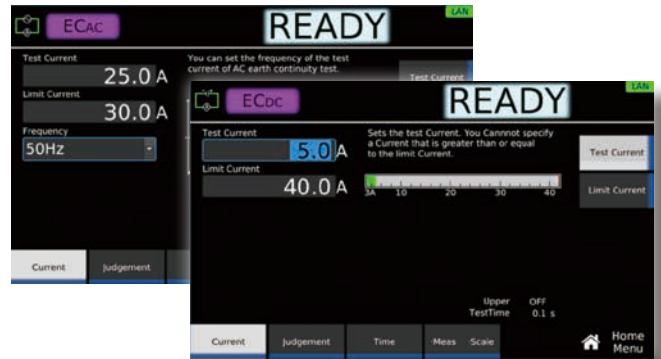 ECAC
READY
LAN
Test Current
25.0 A
Limit Current
30.0 A
Frequency
50Hz
You can set the frequency of the test
current of AC earth continuity test.
Test Current
Current
Judgement
ECDC
READY
LAN
Test Current
5.0 A
Limit Current
40.0 A
Sets the test Current. You Cannnot specify
a Current that is greater than or equal
to the limit Current.
3A 10 20 30 40
Test Current
Limit Current
Upper OFF
TestTime 0.1 s
Current Judgement Time Meas Scale
Home
Menu